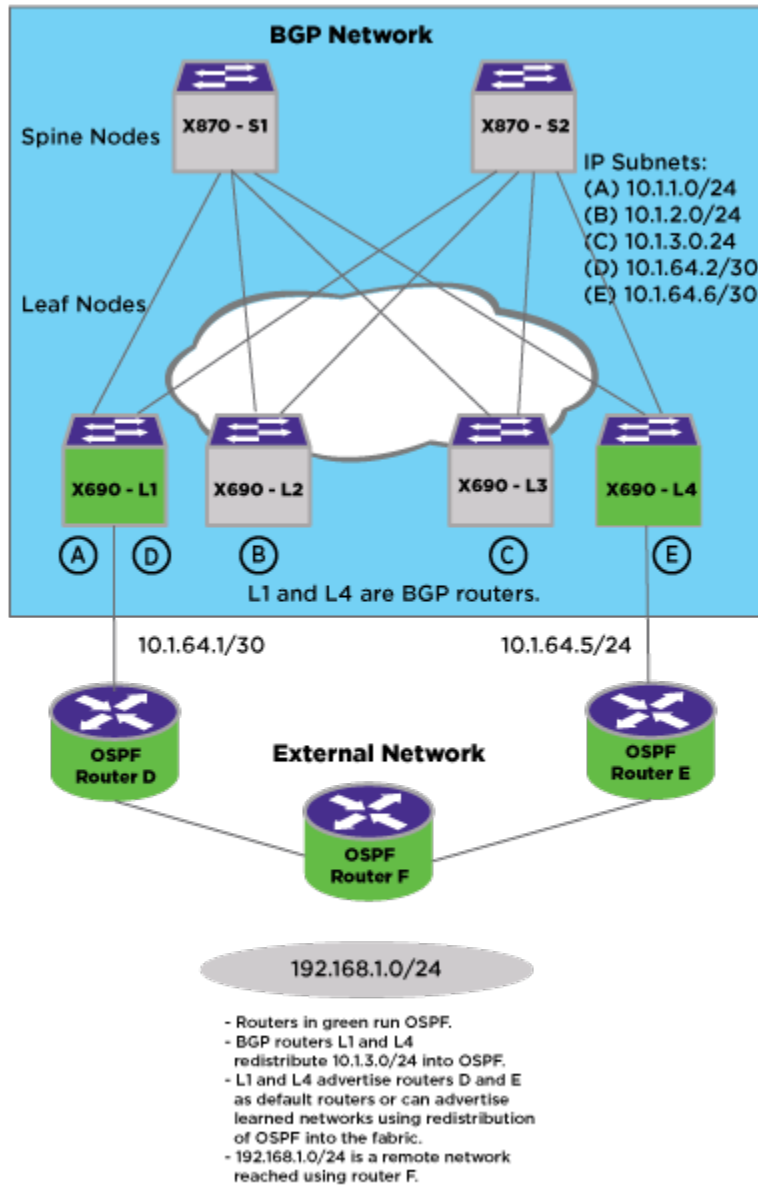 BGP Network
X870 - S1
X870 - S2
Spine Nodes
IP Subnets:
(A) 10.1.1.0/24
(B) 10.1.2.0/24
(C) 10.1.3.0.24
(D) 10.1.64.2/30
(E) 10.1.64.6/30
Leaf Nodes
X690 - L1
X690 - L2
X690 - L3
X690 - L4
A
D
B
C
E
L1 and L4 are BGP routers.
10.1.64.1/30
10.1.64.5/24
OSPF
Router D
External Network
OSPF
Router E
OSPF
Router F
192.168.1.0/24
- Routers in green run OSPF.
- BGP routers L1 and L4
redistribute 10.1.3.0/24 into OSPF.
- L1 and L4 advertise routers D and E
as default routers or can advertise
learned networks using redistribution
of OSPF into the fabric.
- 192.168.1.0/24 is a remote network
reached using router F.